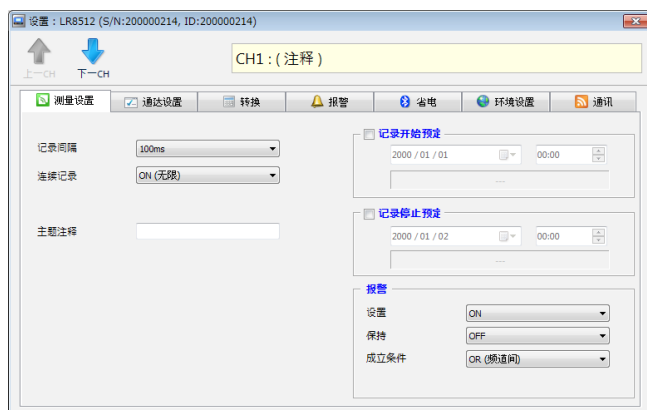 设置 : LR8512 (S/N:200000214, ID:200000214)
上一CH
下一CH
CH1 : ( 注释 )
测量设置
通达设置
转换
报警
省电
环境设置
通讯
记录间隔
100ms
连接记录
ON (无限)
主题注释
记录开始预定
2000 / 01 / 01
00:00
---
记录停止预定
2000 / 01 / 02
00:00
---
报警
设置
ON
保持
OFF
成立条件
OR (频道间)